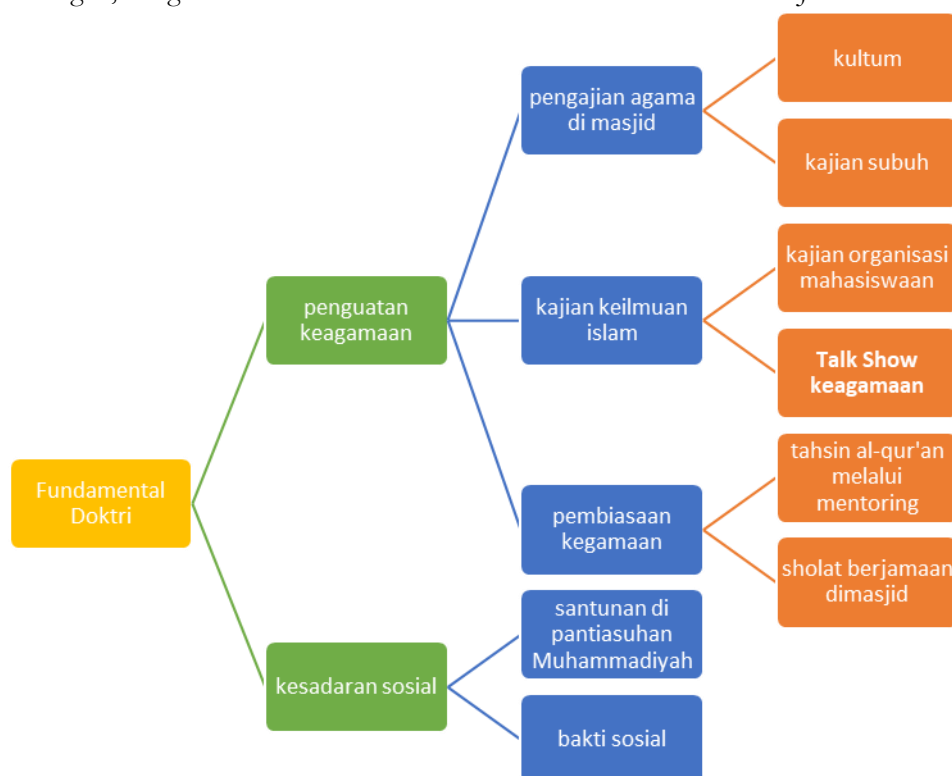 kultum
pengajian agama
di masjid
kajian subuh
kajian organisasi
mahasiswaan
penguatan
keagamaan
kajian keilmuan
islam
Talk Show
keagamaan
tahsin al-qur'an
melalui
mentoring
Fundamental
Doktri
pembiasaan
kegamaan
sholat berjamaan
dimasjid
santunan di
pantiasuhan
Muhammadiyah
kesadaran sosial
bakti sosial